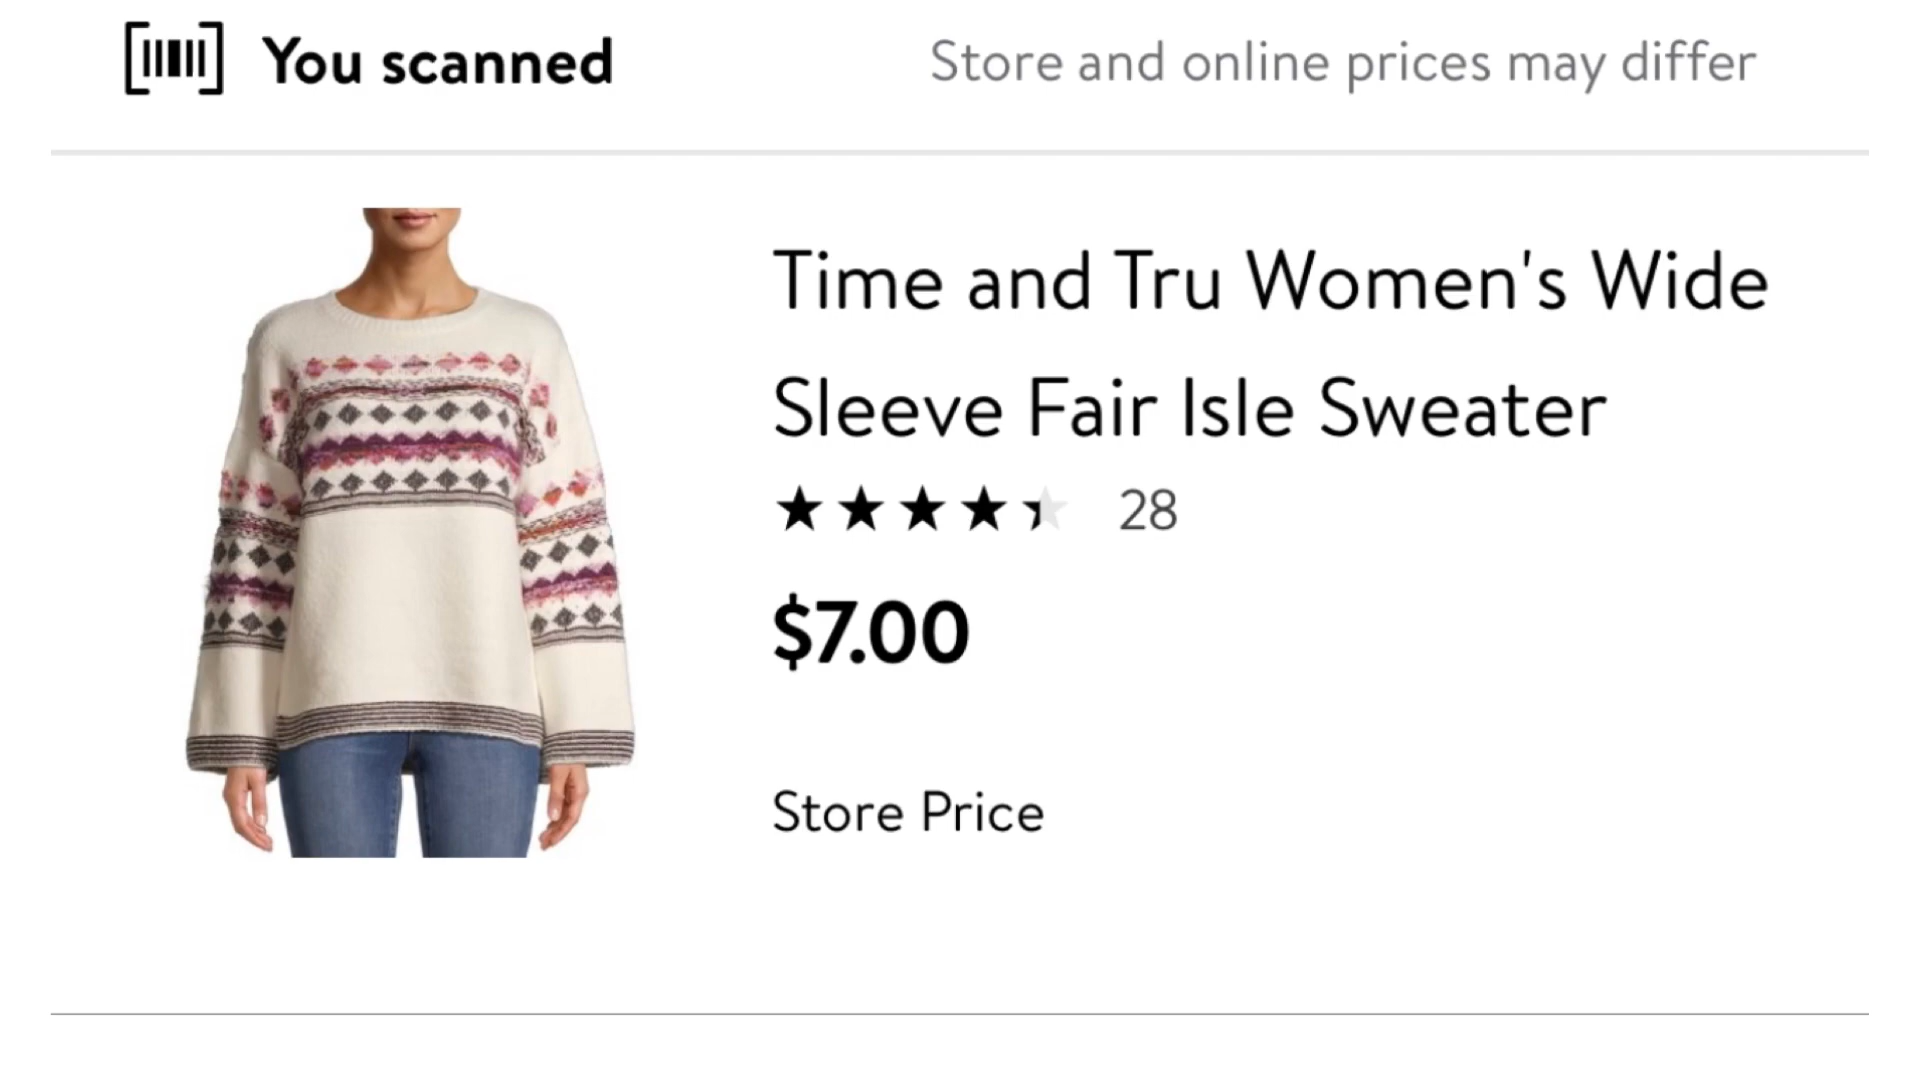 You scanned
Store and online prices may differ
Time and Tru Women's Wide
Sleeve Fair Isle Sweater
28
$7.00
Store Price